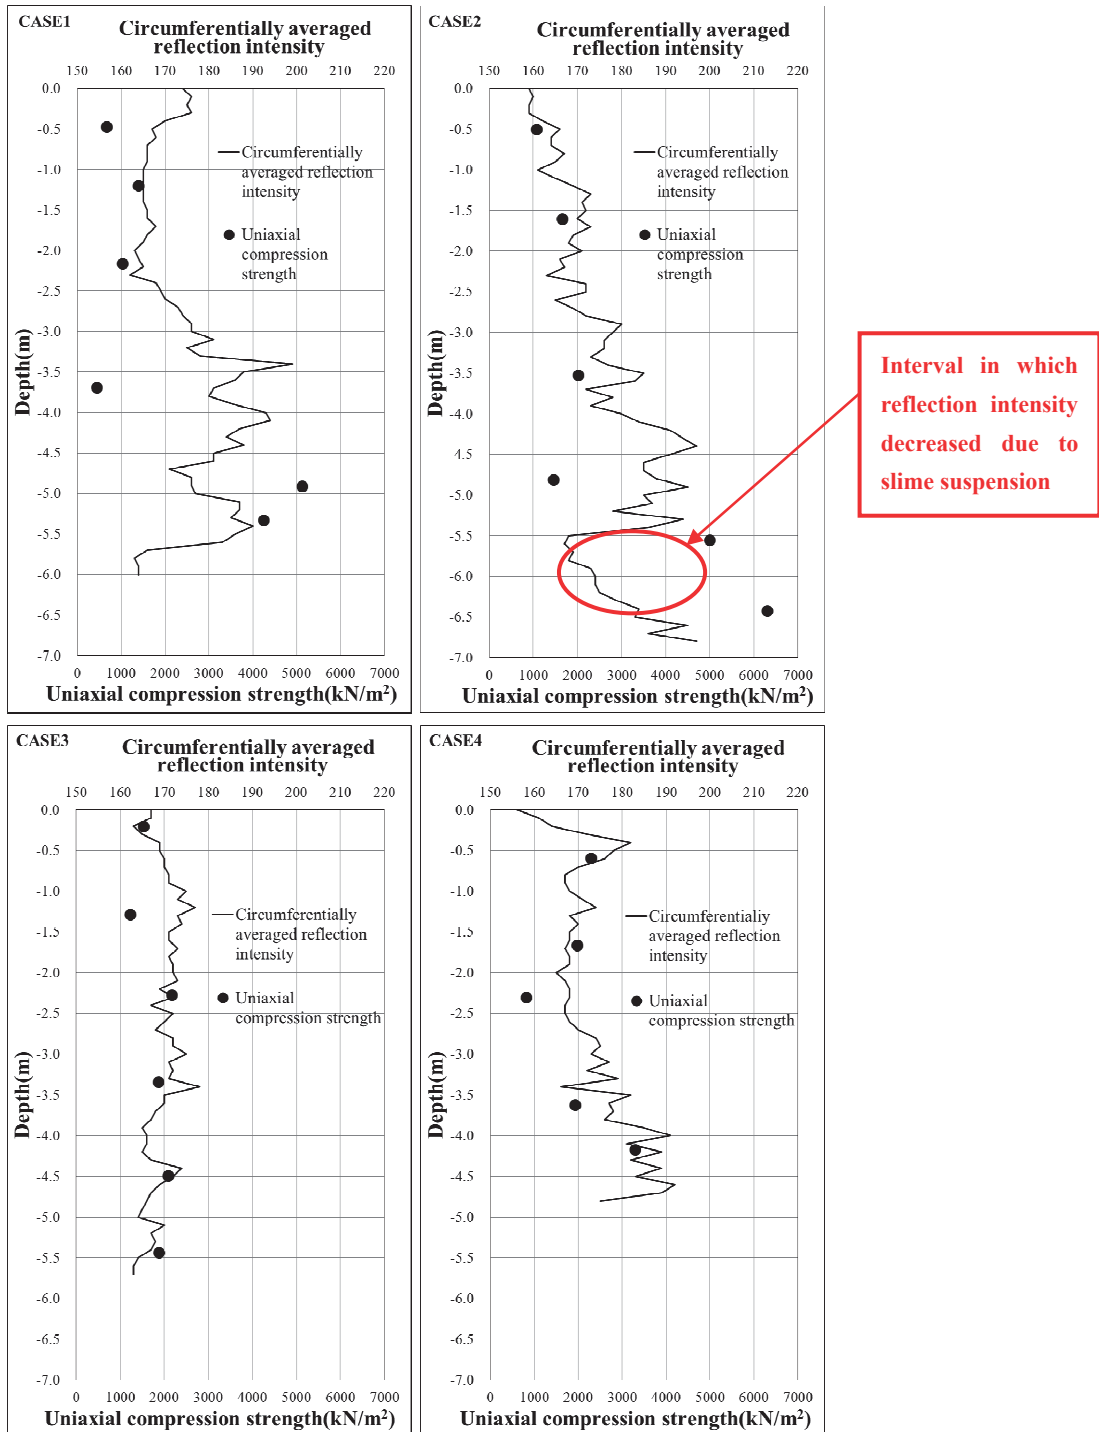 CASE1
Circumferentially averaged
reflection intensity
150 160 170 180 190 200 210 220
0.0
-0.5
-1.0
-1.5
-2.0
-2.5
-3.0
-3.5
-4.0
-4.5
-5.0
-5.5
-6.0
-6.5
-7.0
Depth(m)
Circumferentially
averaged reflection
intensity
Uniaxial
compression
strength
0 1000 2000 3000 4000 5000 6000 7000
Uniaxial compression strength(kN/m²)
CASE2
Circumferentially averaged
reflection intensity
150 160 170 180 190 200 210 220
0.0
-0.5
-1.0
-1.5
-2.0
-2.5
-3.0
-3.5
-4.0
-4.5
-5.0
-5.5
-6.0
-6.5
-7.0
Depth(m)
Circumferentially
averaged reflection
intensity
Uniaxial
compression
strength
0 1000 2000 3000 4000 5000 6000 7000
Uniaxial compression strength(kN/m²)
Interval in which
reflection intensity
decreased due to
slime suspension
CASE3
Circumferentially averaged
reflection intensity
150 160 170 180 190 200 210 220
0.0
-0.5
-1.0
-1.5
-2.0
-2.5
-3.0
-3.5
-4.0
-4.5
-5.0
-5.5
-6.0
-6.5
-7.0
Depth(m)
Circumferentially
averaged reflection
intensity
Uniaxial
compression strength
0 1000 2000 3000 4000 5000 6000 7000
Uniaxial compression strength(kN/m²)
CASE4
Circumferentially averaged
reflection intensity
150 160 170 180 190 200 210 220
0.0
-0.5
-1.0
-1.5
-2.0
-2.5
-3.0
-3.5
-4.0
-4.5
-5.0
-5.5
-6.0
-6.5
-7.0
Depth(m)
Circumferentially
averaged reflection
intensity
Uniaxial
compression strength
0 1000 2000 3000 4000 5000 6000 7000
Uniaxial compression strength(kN/m²)